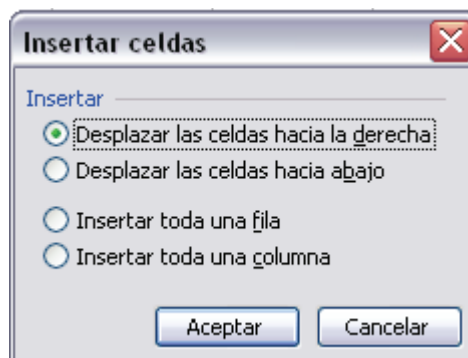 Insertar celdas
Insertar
Desplazar las celdas hacia la derecha
Desplazar las celdas hacia abajo
Insertar toda una fila
Insertar toda una columna
Aceptar
Cancelar